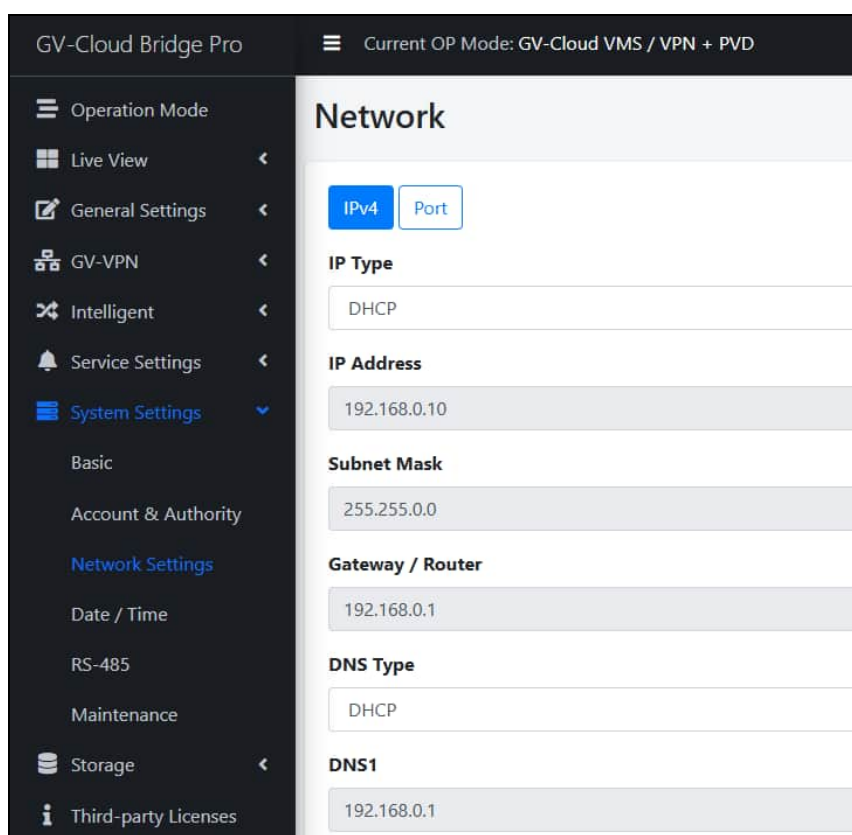 GV-Cloud Bridge Pro
Current OP Mode: GV-Cloud VMS / VPN + PVD
Operation Mode
Live View
General Settings
GV-VPN
Intelligent
Service Settings
System Settings
Basic
Account & Authority
Network Settings
Date / Time
RS-485
Maintenance
Storage
Third-party Licenses
Network
IPv4 Port
IP Type
DHCP
IP Address
192.168.0.10
Subnet Mask
255.255.0.0
Gateway / Router
192.168.0.1
DNS Type
DHCP
DNS1
192.168.0.1